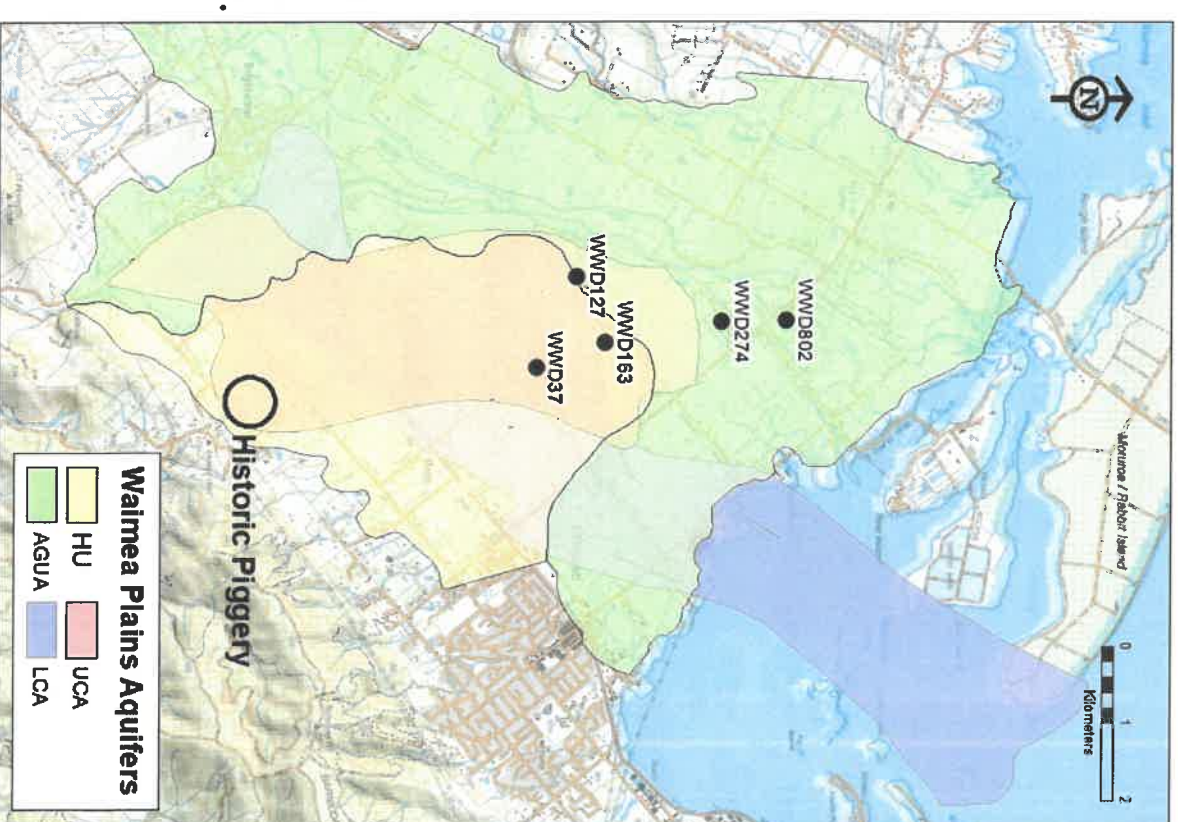 N
Moturoa / Rabbit Island
0 1 2
Kilometers
WWD802
WWD274
WWD127
WWD163
WWD37
Historic Piggery
Waimea Plains Aquifers
HU
UCA
AGUA
LCA